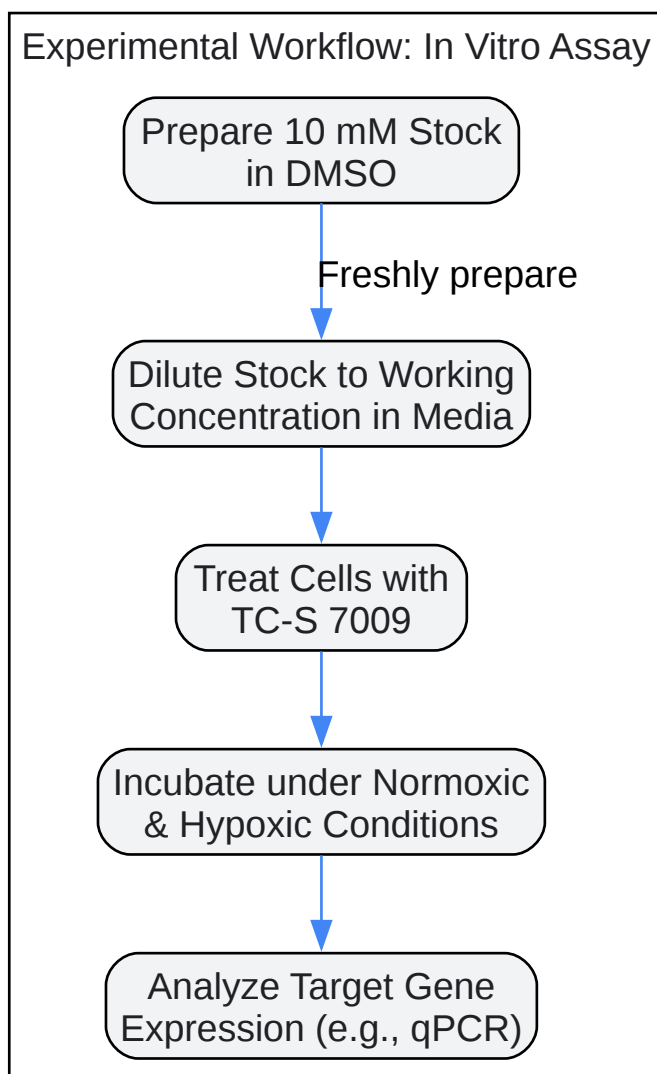 Experimental Workflow: In Vitro Assay
Prepare 10 mM Stock
in DMSO
Freshly prepare
Dilute Stock to Working
Concentration in Media
Treat Cells with
TC-S 7009
Incubate under Normoxic
& Hypoxic Conditions
Analyze Target Gene
Expression (e.g., qPCR)